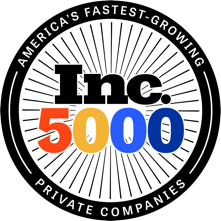 AMERICA'S FASTEST-GROWING
Inc.
5000
PRIVATE COMPANIES